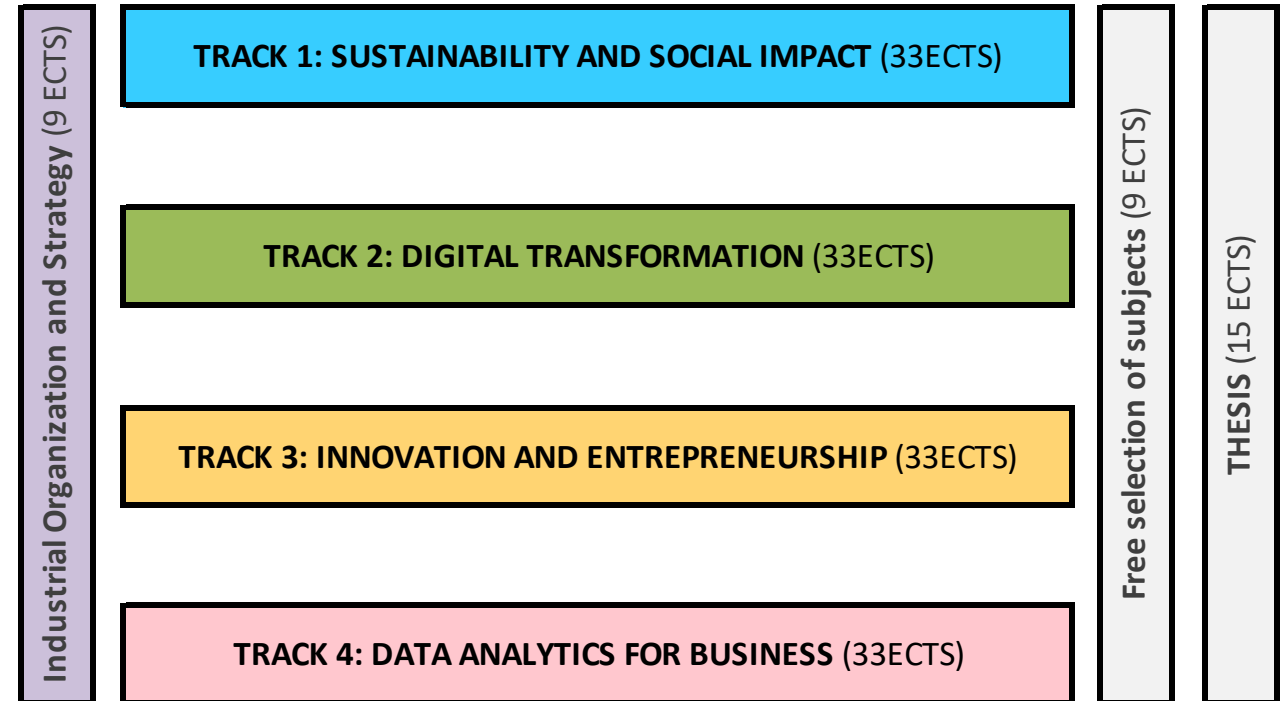 Industrial Organization and Strategy (9 ECTS)
TRACK 1: SUSTAINABILITY AND SOCIAL IMPACT (33ECTS)
TRACK 2: DIGITAL TRANSFORMATION (33ECTS)
TRACK 3: INNOVATION AND ENTREPRENEURSHIP (33ECTS)
TRACK 4: DATA ANALYTICS FOR BUSINESS (33ECTS)
Free selection of subjects (9 ECTS)
THESIS (15 ECTS)